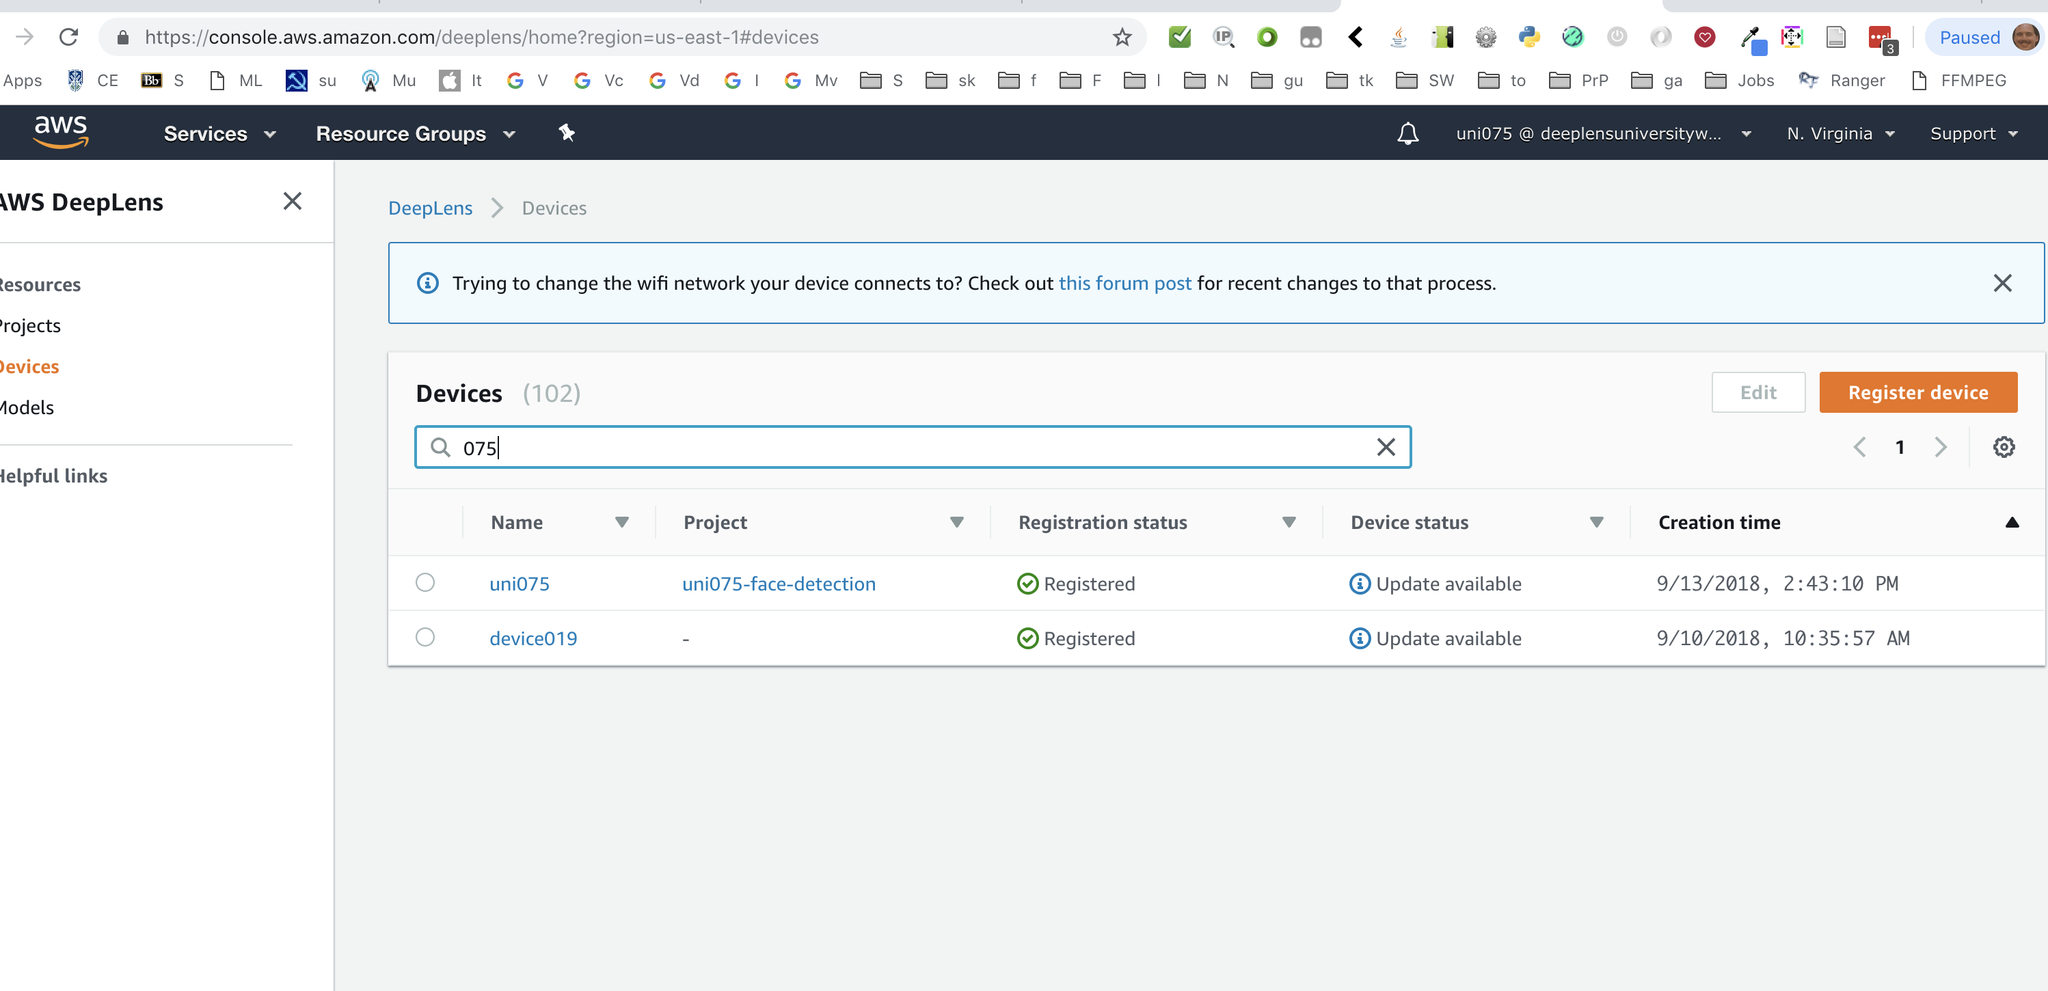 https://console.aws.amazon.com/deeplens/home?region=us-east-1#devices
IP
3
Paused
Apps CE Bb S ML su Mu It G V G Vc G Vd G I G Mv S sk f F l N gu tk SW to PrP ga Jobs Ranger FFMPEG
aws Services Resource Groups uni075 @ deeplensuniversityw... N. Virginia Support
AWS DeepLens
Resources
Projects
Devices
Models
Helpful links
DeepLens Devices
Trying to change the wifi network your device connects to? Check out this forum post for recent changes to that process.
Devices (102) Edit Register device
075 1
Name Project Registration status Device status Creation time
uni075 uni075-face-detection Registered Update available 9/13/2018, 2:43:10 PM
device019 - Registered Update available 9/10/2018, 10:35:57 AM